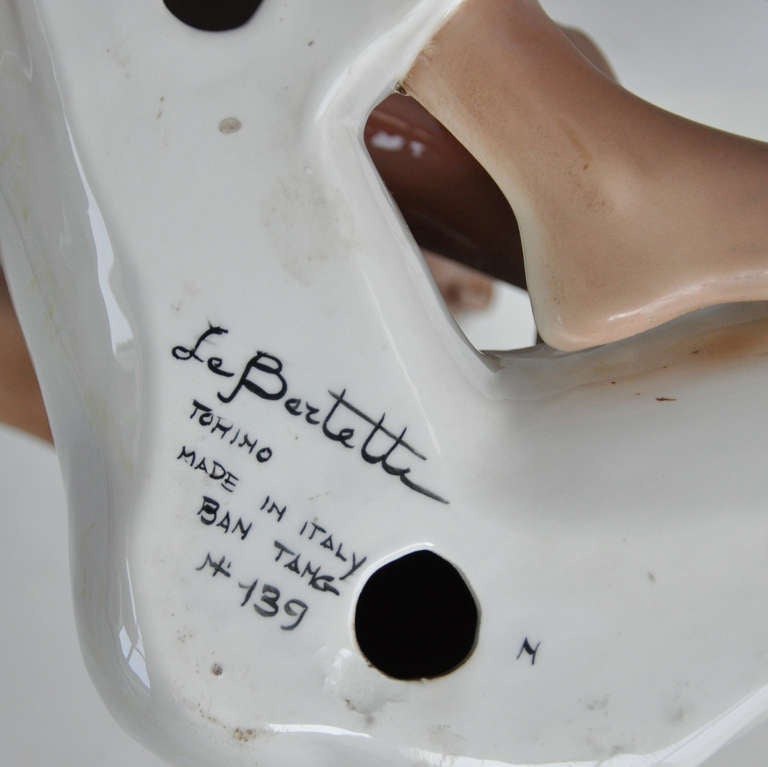 Le Bertetti
TORINO
MADE IN ITALY
BAN TANG
N: 139
N